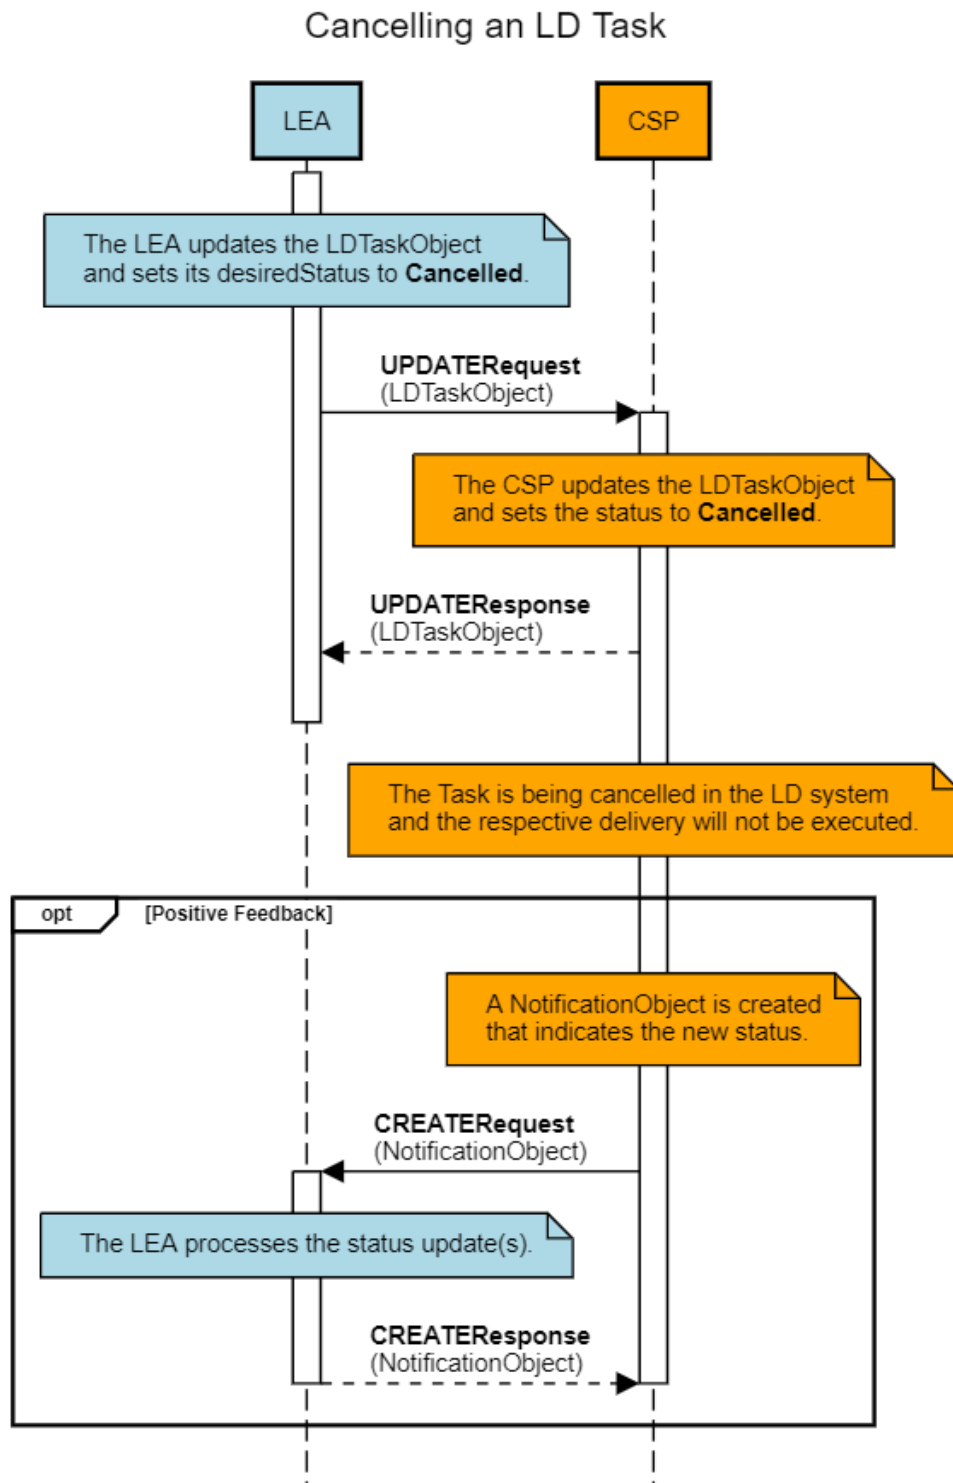 Cancelling an LD Task
LEA
CSP
The LEA updates the LDTaskObject
and sets its desiredStatus to Cancelled.
UPDATERequest
(LDTaskObject)
The CSP updates the LDTaskObject
and sets the status to Cancelled.
UPDATEResponse
(LDTaskObject)
The Task is being cancelled in the LD system
and the respective delivery will not be executed.
opt
[Positive Feedback]
A NotificationObject is created
that indicates the new status.
CREATERequest
(NotificationObject)
The LEA processes the status update(s).
CREATEResponse
(NotificationObject)